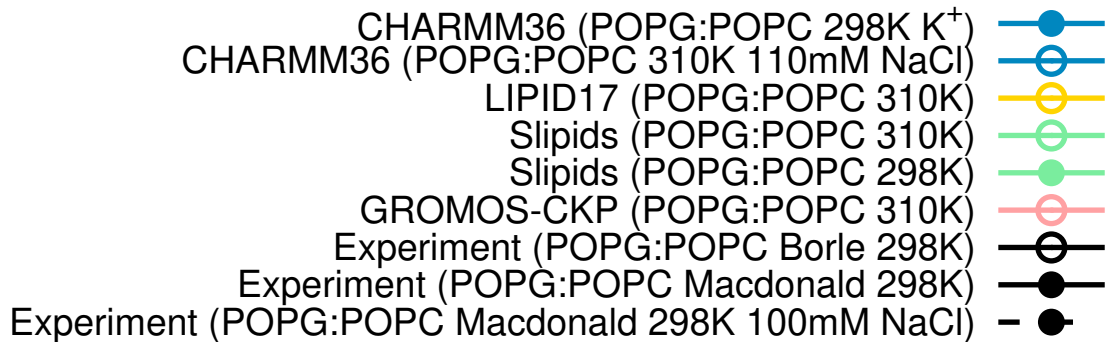 CHARMM36 (POPG:POPC 298K K⁺)
CHARMM36 (POPG:POPC 310K 110mM NaCl)
LIPID17 (POPG:POPC 310K)
Slipids (POPG:POPC 310K)
Slipids (POPG:POPC 298K)
GROMOS-CKP (POPG:POPC 310K)
Experiment (POPG:POPC Borle 298K)
Experiment (POPG:POPC Macdonald 298K)
Experiment (POPG:POPC Macdonald 298K 100mM NaCl)